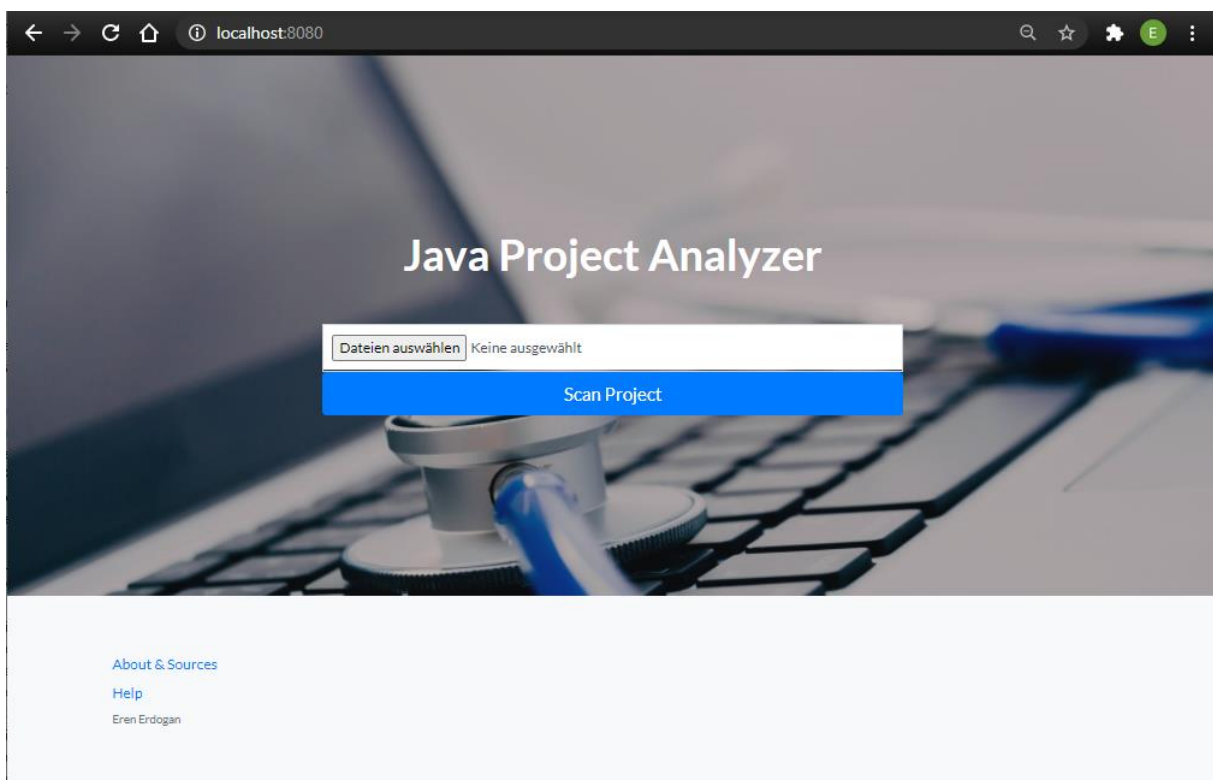 localhost:8080
E
Java Project Analyzer
Dateien auswählen Keine ausgewählt
Scan Project
About & Sources
Help
Eren Erdogan